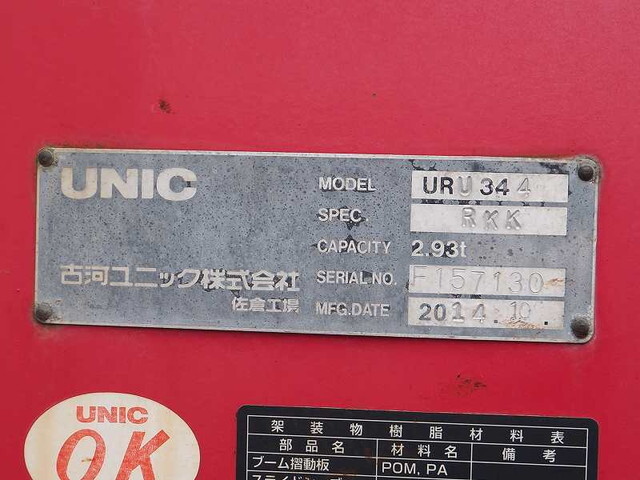 UNIC
MODEL URU344
SPEC. RKK
CAPACITY 2.93t
古河ユニック株式会社
佐倉工場
SERIAL NO. F157130
MFG.DATE 2014.10.
UNIC
OK
架装物樹脂材料表
部品名 材料名 備考
ブーム摺動板 POM, PA